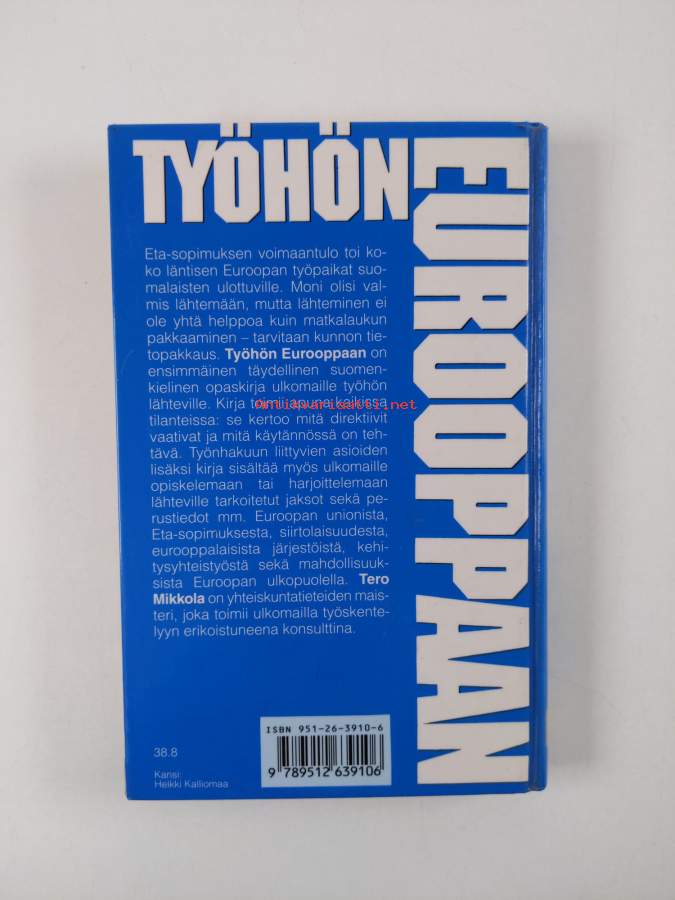 TYÖHÖN
EUROOPPAAN
Eta-sopimuksen voimaantulo toi ko-
ko läntisen Euroopan työpaikat suo-
malaisten ulottuville. Moni olisi val-
mis lähtemään, mutta lähteminen ei
ole yhtä helppoa kuin matkalaukun
pakkaaminen – tarvitaan kunnon tie-
topakkaus. Työhön Eurooppaan on
ensimmäinen täydellinen suomen-
kielinen opaskirja ulkomaille työhön
lähteville. Kirja toimii apuna kaikissa
Antikvariaatti.net
tilanteissa: se kertoo mitä direktiivit
vaativat ja mitä käytännössä on teh-
tävä. Työnhakuun liittyvien asioiden
lisäksi kirja sisältää myös ulkomaille
opiskelemaan tai harjoittelemaan
lähteville tarkoitetut jaksot sekä pe-
rustiedot mm. Euroopan unionista,
Eta-sopimuksesta, siirtolaisuudesta,
eurooppalaisista järjestöistä, kehi-
tysyhteistyöstä sekä mahdollisuuk-
sista Euroopan ulkopuolella. Tero
Mikkola on yhteiskuntatieteiden mais-
teri, joka toimii ulkomailla työskente-
lyyn erikoistuneena konsulttina.
ISBN 951-26-3910-6
9 789512 639106
38.8
Kansi:
Heikki Kalliomaa